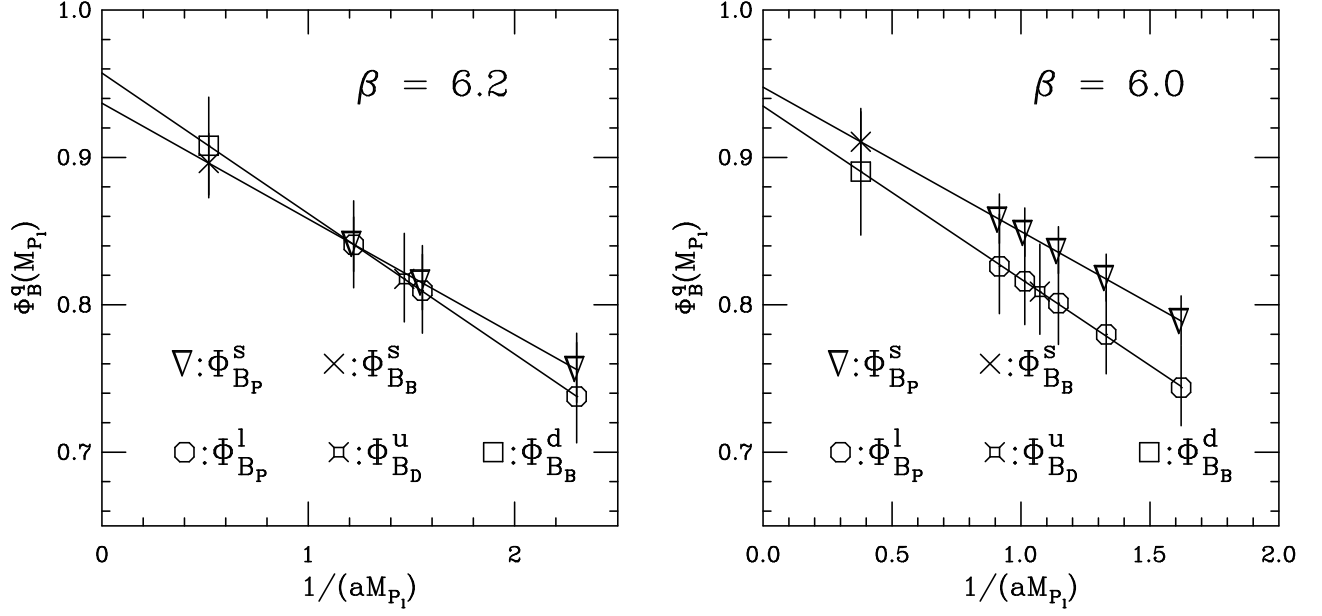 1.0
0.9
0.8
0.7
Φ_B^q(M_{P_l})
β = 6.2
▽:Φ^s_{B_P} ×:Φ^s_{B_B}
○:Φ^l_{B_P} ¤:Φ^u_{B_D} □:Φ^d_{B_B}
0 1 2
1/(aM_{P_l})
1.0
0.9
0.8
0.7
Φ_B^q(M_{P_l})
β = 6.0
▽:Φ^s_{B_P} ×:Φ^s_{B_B}
○:Φ^l_{B_P} ¤:Φ^u_{B_D} □:Φ^d_{B_B}
0.0 0.5 1.0 1.5 2.0
1/(aM_{P_l})